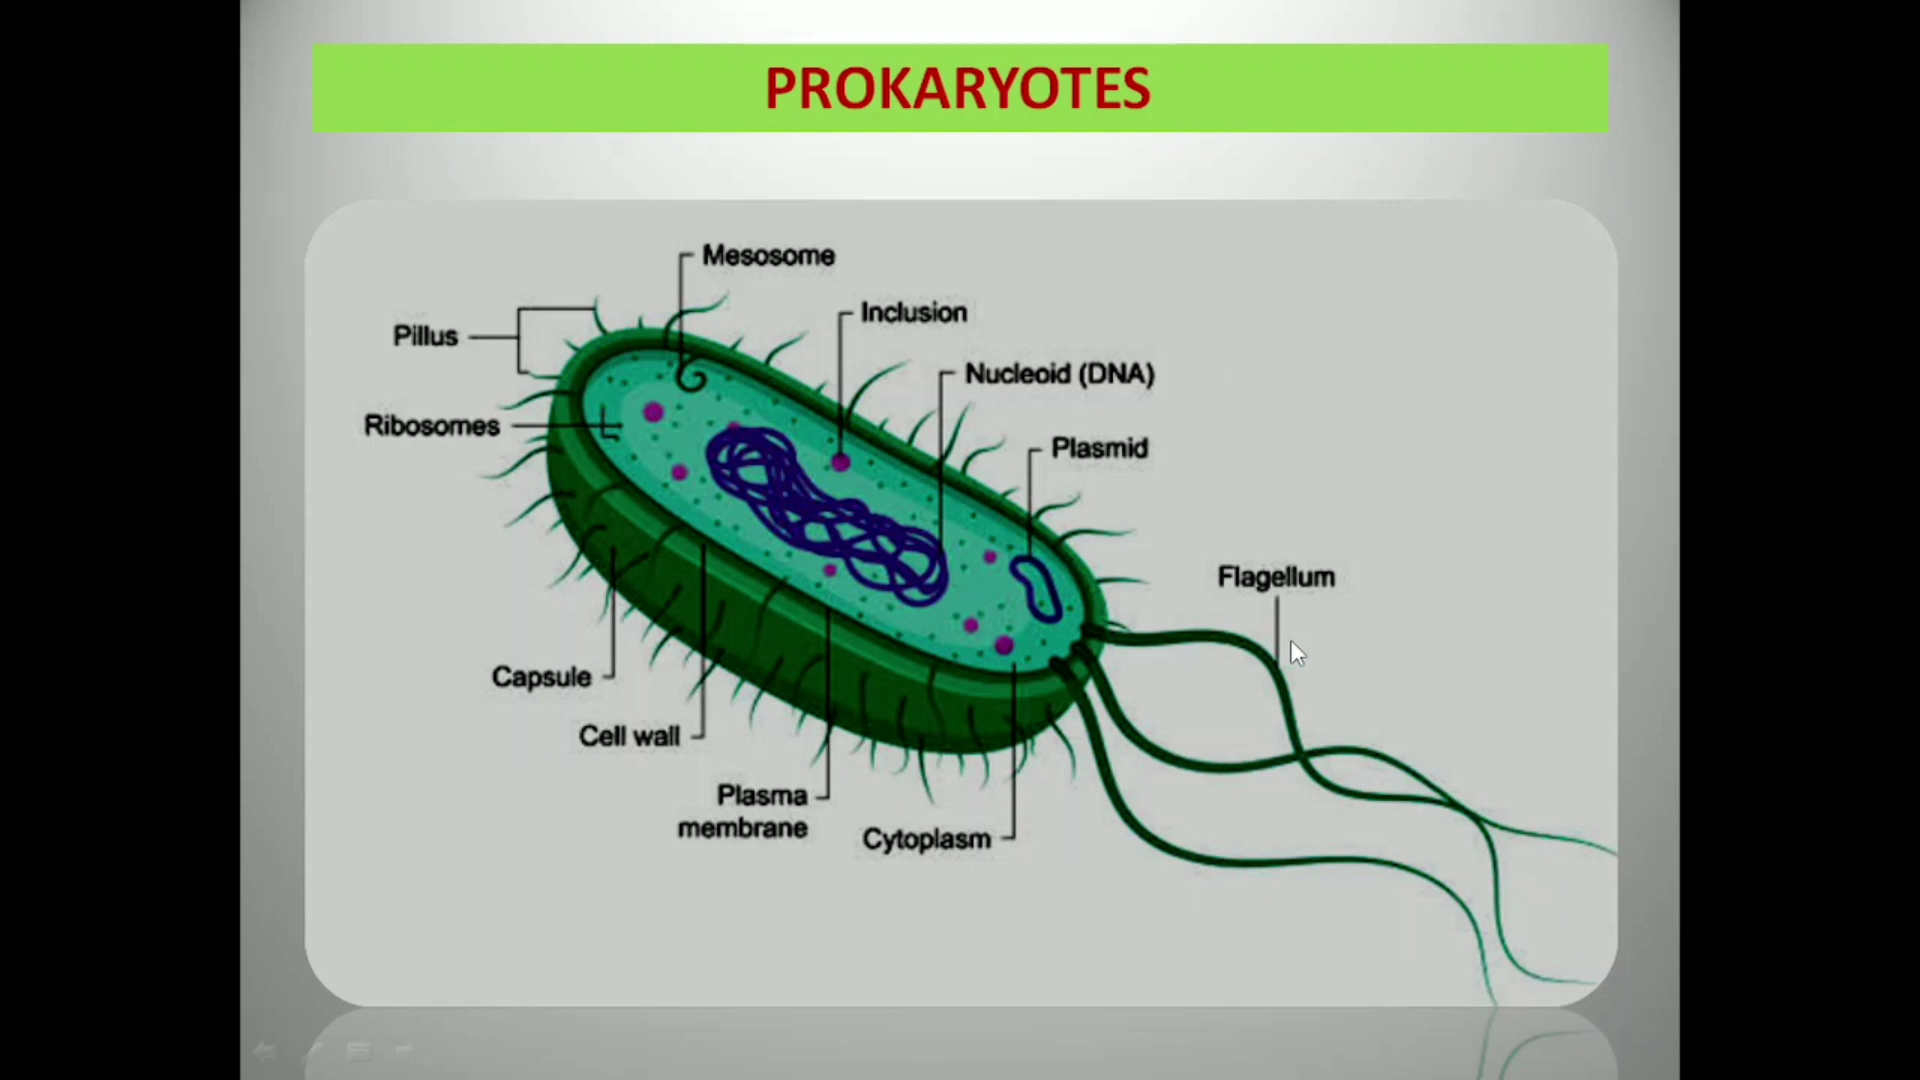 PROKARYOTES
Mesosome
Inclusion
Pillus
Nucleoid (DNA)
Ribosomes
Plasmid
Flagellum
Capsule
Cell wall
Plasma
membrane
Cytoplasm